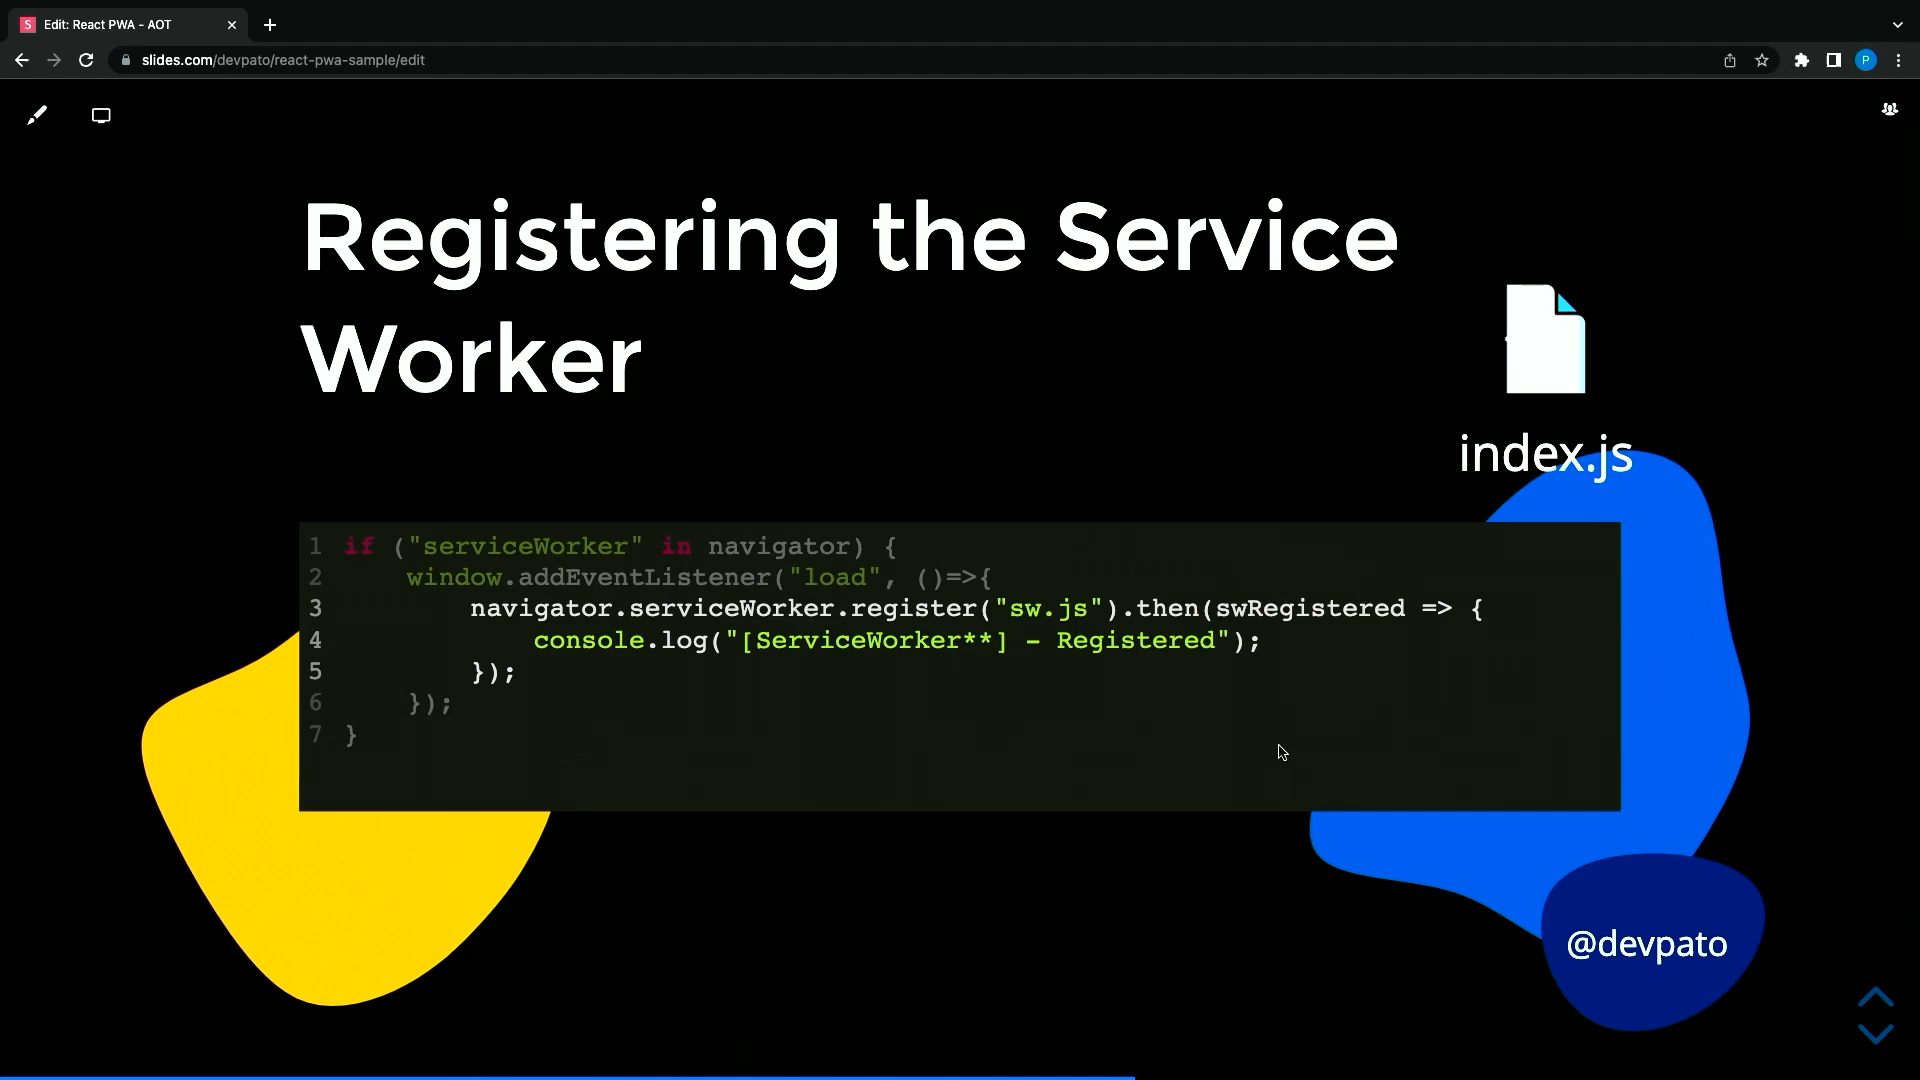 Edit: React PWA - AOT
slides.com/devpato/react-pwa-sample/edit
P
Registering the Service
Worker
index.js
1 if ("serviceWorker" in navigator) {
2 window.addEventListener("load", ()=>{
3 navigator.serviceWorker.register("sw.js").then(swRegistered => {
4 console.log("[ServiceWorker**] - Registered");
5 });
6 });
7 }
@devpato